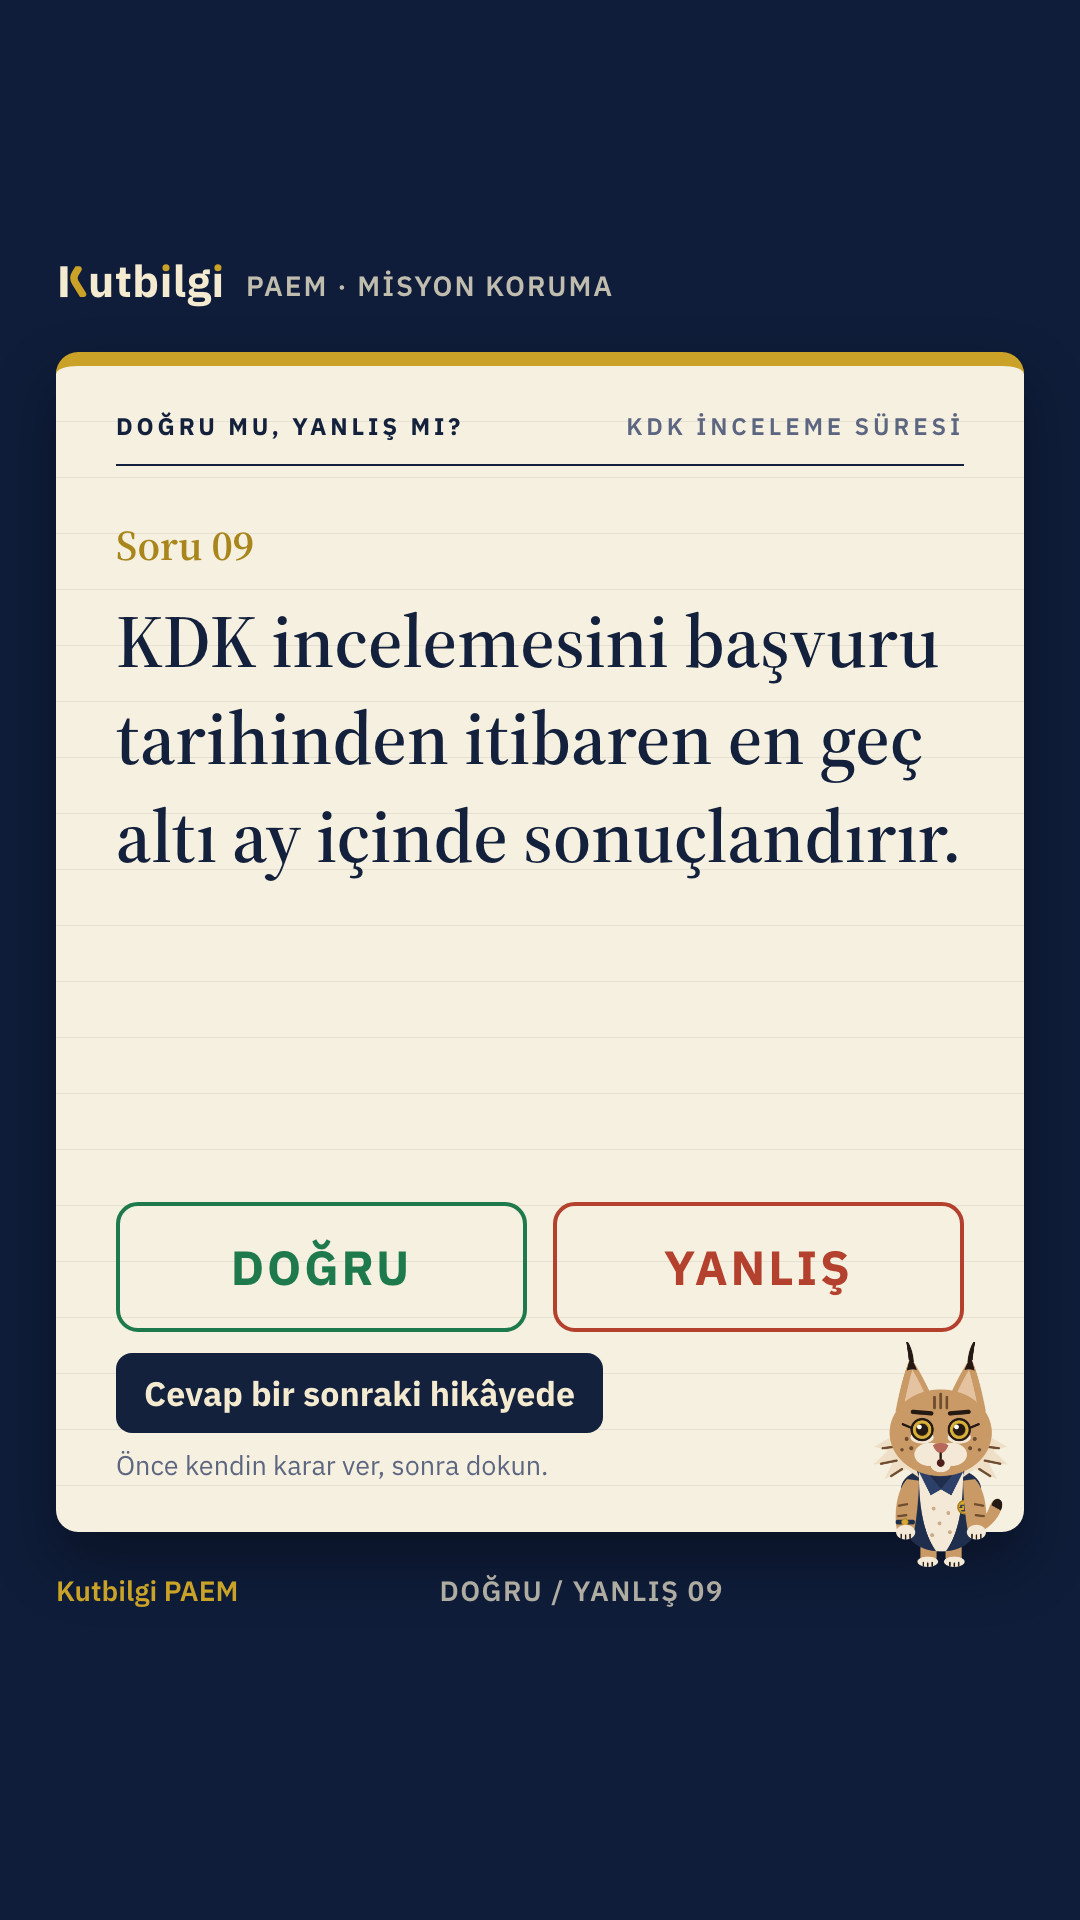 Kutbilgi PAEM · MİSYON KORUMA
DOĞRU MU, YANLIŞ MI? KDK İNCELEME SÜRESİ
Soru 09
KDK incelemesini başvuru
tarihinden itibaren en geç
altı ay içinde sonuçlandırır.
DOĞRU YANLIŞ
Cevap bir sonraki hikâyede
Önce kendin karar ver, sonra dokun.
Kutbilgi PAEM DOĞRU / YANLIŞ 09